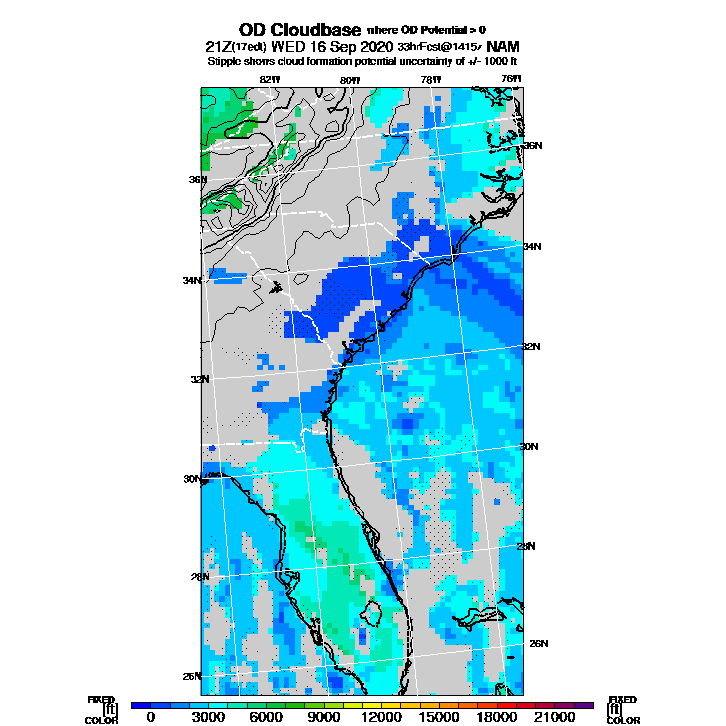 OD Cloudbase where OD Potential > 0
21Z(17edt) WED 16 Sep 2020 33hrFcst@1415z NAM
Stipple shows cloud formation potential uncertainty of +/- 1000 ft
82W 80W 78W 76W
36N
36N
34N
34N
32N
32N
30N
30N
28N
28N
26N
26N
FIXED FIXED
[ft] [ft]
COLOR COLOR
0 3000 6000 9000 12000 15000 18000 21000